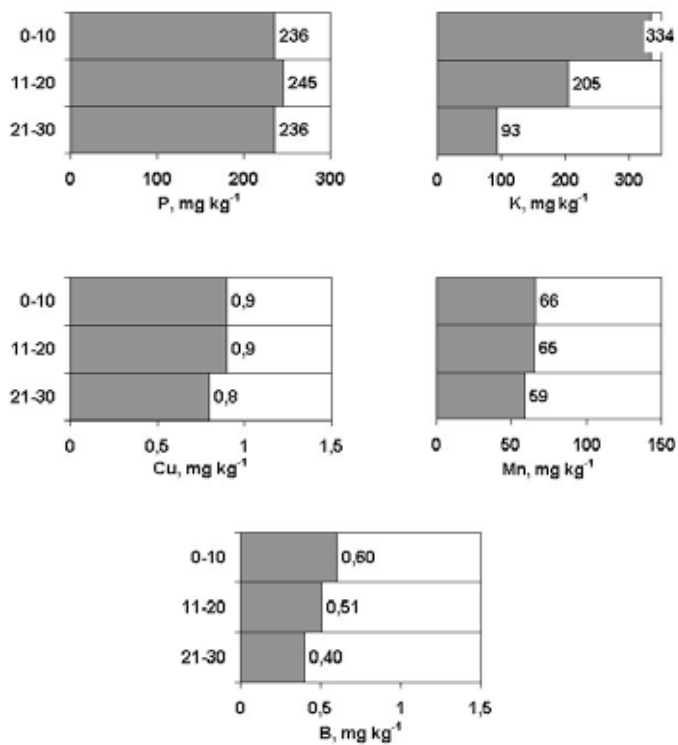 0-10 236
11-20 245
21-30 236
0 100 200 300
P, mg kg-1
334
205
93
0 100 200 300
K, mg kg-1
0-10 0,9
11-20 0,9
21-30 0,8
0 0,5 1 1,5
Cu, mg kg-1
66
65
59
0 50 100 150
Mn, mg kg-1
0-10 0,60
11-20 0,51
21-30 0,40
0 0,5 1 1,5
B, mg kg-1